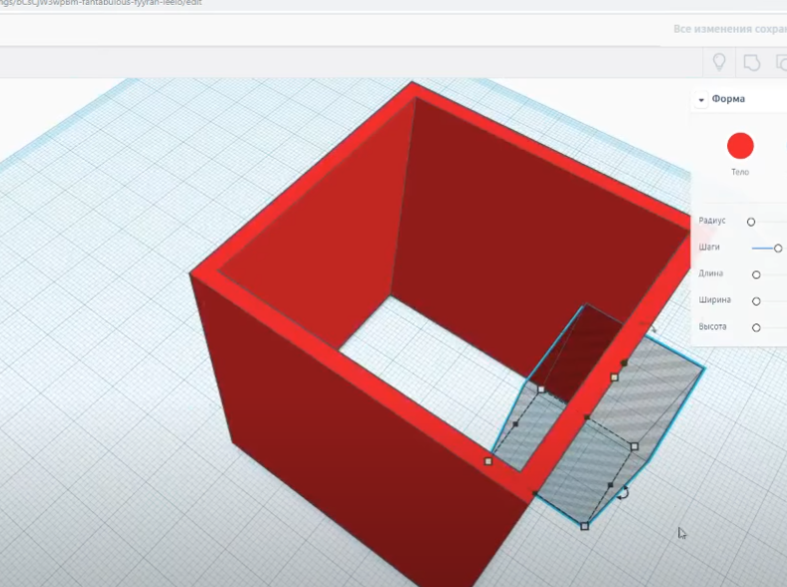 Все изменения сохра
Форма
Тело
Радиус
Шаги
Длина
Ширина
Высота